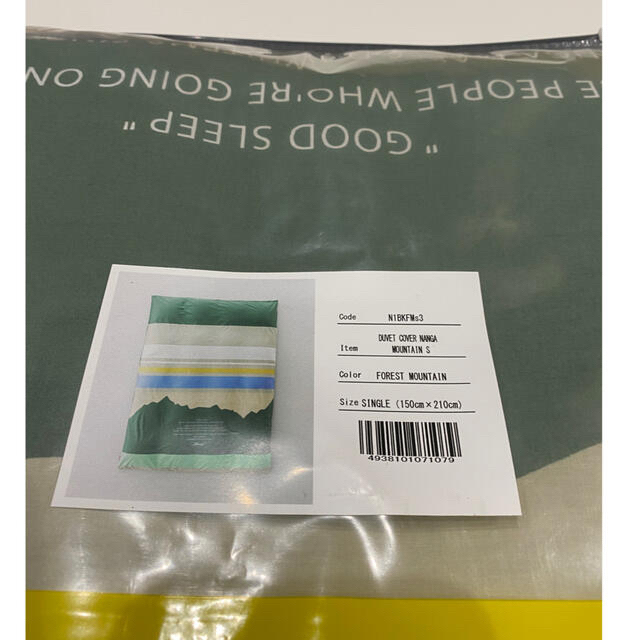 E PEOPLE WHO'RE GOING ON
" GOOD SLEEP "
Code N1BKFMs3
Item DUVET COVER NANGA
MOUNTAIN S
Color FOREST MOUNTAIN
Size SINGLE (150cm×210cm)
4938101071079